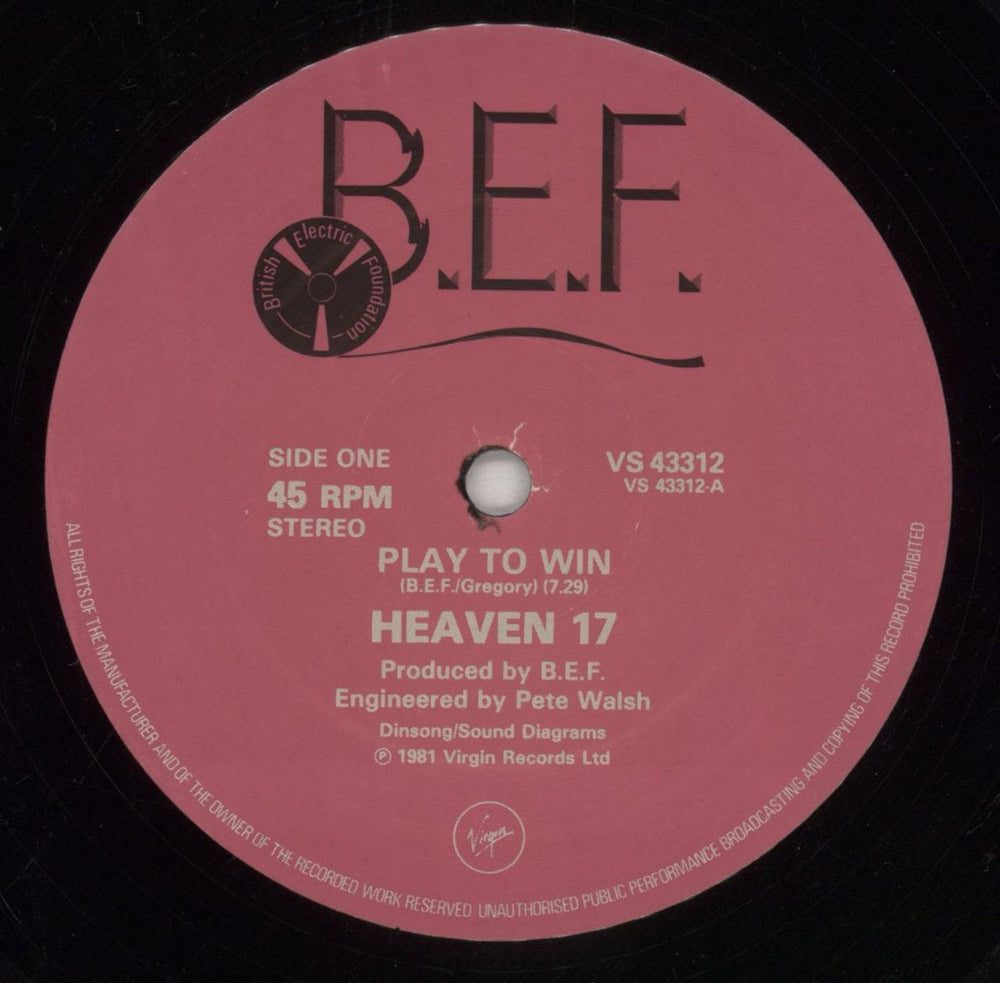 B.E.F.
British Electric Foundation
SIDE ONE
45 RPM
STEREO
VS 43312
VS 43312-A
PLAY TO WIN
(B.E.F./Gregory) (7.29)
HEAVEN 17
Produced by B.E.F.
Engineered by Pete Walsh
Dinsong/Sound Diagrams
Ⓟ 1981 Virgin Records Ltd
Virgin
ALL RIGHTS OF THE MANUFACTURER AND OF THE OWNER OF THE RECORDED WORK RESERVED UNAUTHORISED PUBLIC PERFORMANCE BROADCASTING AND COPYING OF THIS RECORD PROHIBITED